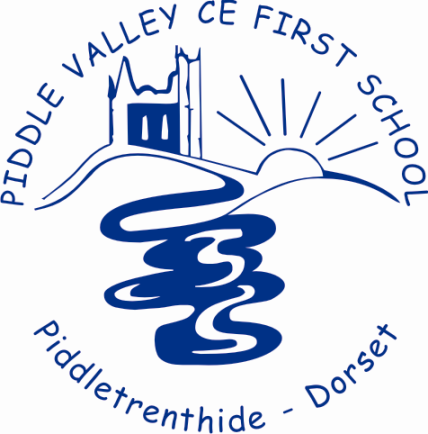 PIDDLE VALLEY CE FIRST SCHOOL
Piddletrenthide - Dorset